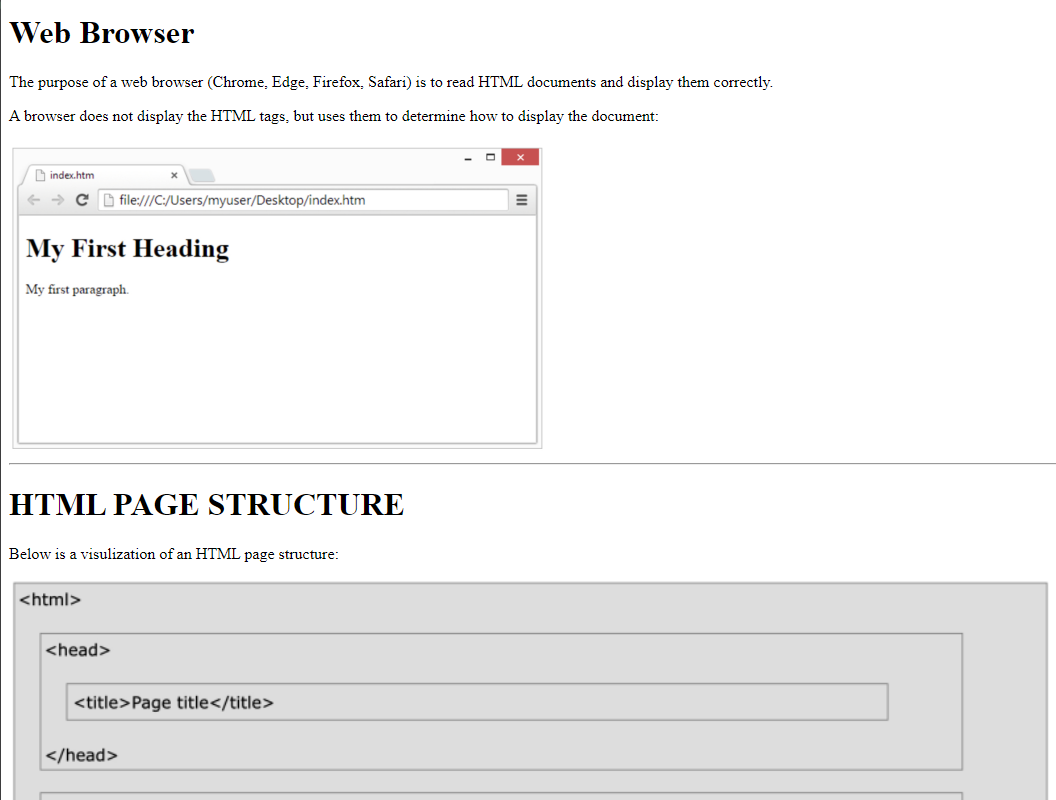 Web Browser
The purpose of a web browser (Chrome, Edge, Firefox, Safari) is to read HTML documents and display them correctly.
A browser does not display the HTML tags, but uses them to determine how to display the document:
index.htm
file:///C:/Users/myuser/Desktop/index.htm
My First Heading
My first paragraph.
HTML PAGE STRUCTURE
Below is a visulization of an HTML page structure:
<html>
<head>
<title>Page title</title>
</head>